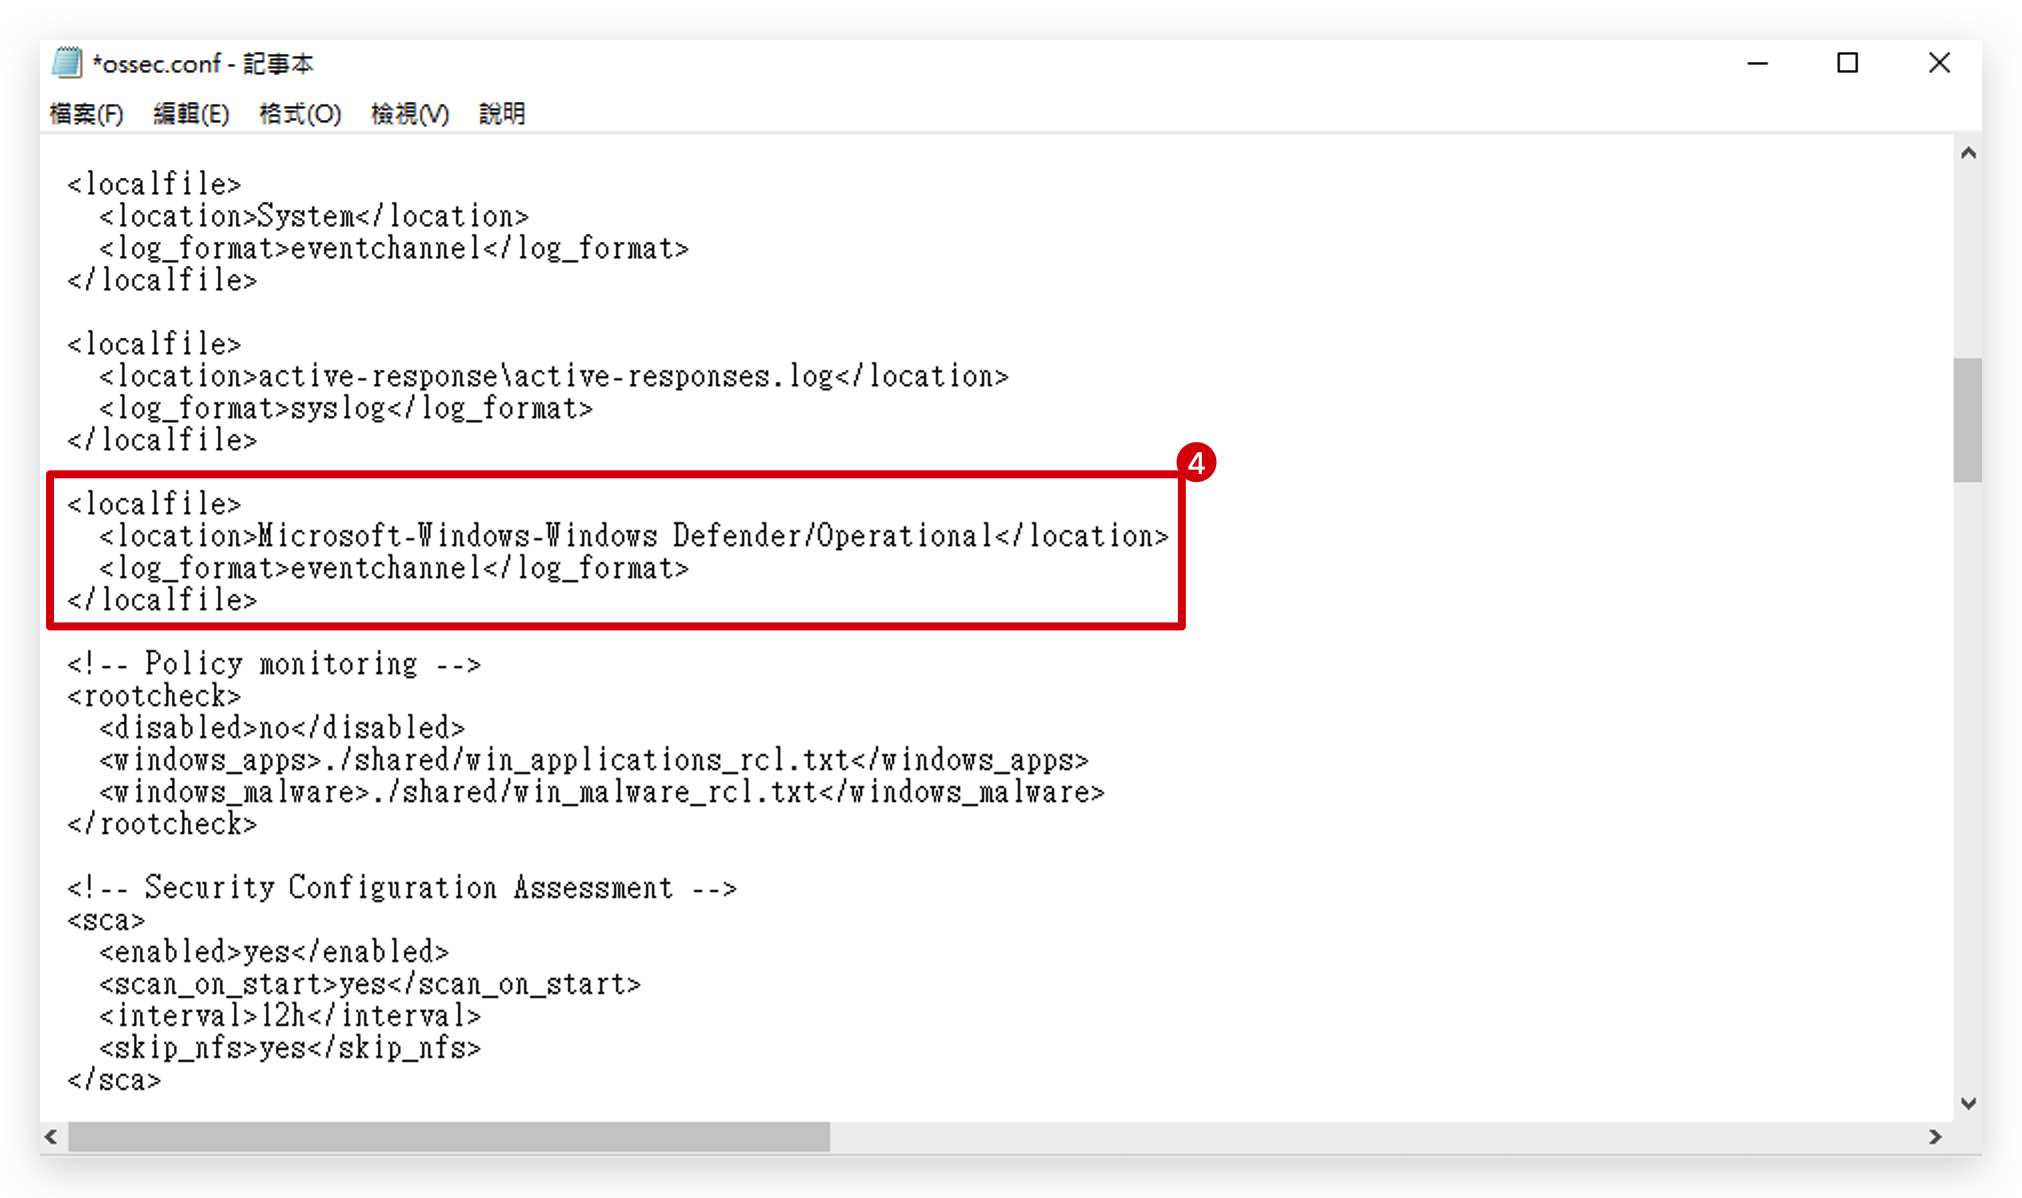 *ossec.conf - 記事本
檔案(F) 編輯(E) 格式(O) 檢視(V) 說明
<localfile>
  <location>System</location>
  <log_format>eventchannel</log_format>
</localfile>
<localfile>
  <location>active-response\active-responses.log</location>
  <log_format>syslog</log_format>
</localfile>
4
<localfile>
  <location>Microsoft-Windows-Windows Defender/Operational</location>
  <log_format>eventchannel</log_format>
</localfile>
<!-- Policy monitoring -->
<rootcheck>
  <disabled>no</disabled>
  <windows_apps>./shared/win_applications_rcl.txt</windows_apps>
  <windows_malware>./shared/win_malware_rcl.txt</windows_malware>
</rootcheck>
<!-- Security Configuration Assessment -->
<sca>
  <enabled>yes</enabled>
  <scan_on_start>yes</scan_on_start>
  <interval>12h</interval>
  <skip_nfs>yes</skip_nfs>
</sca>